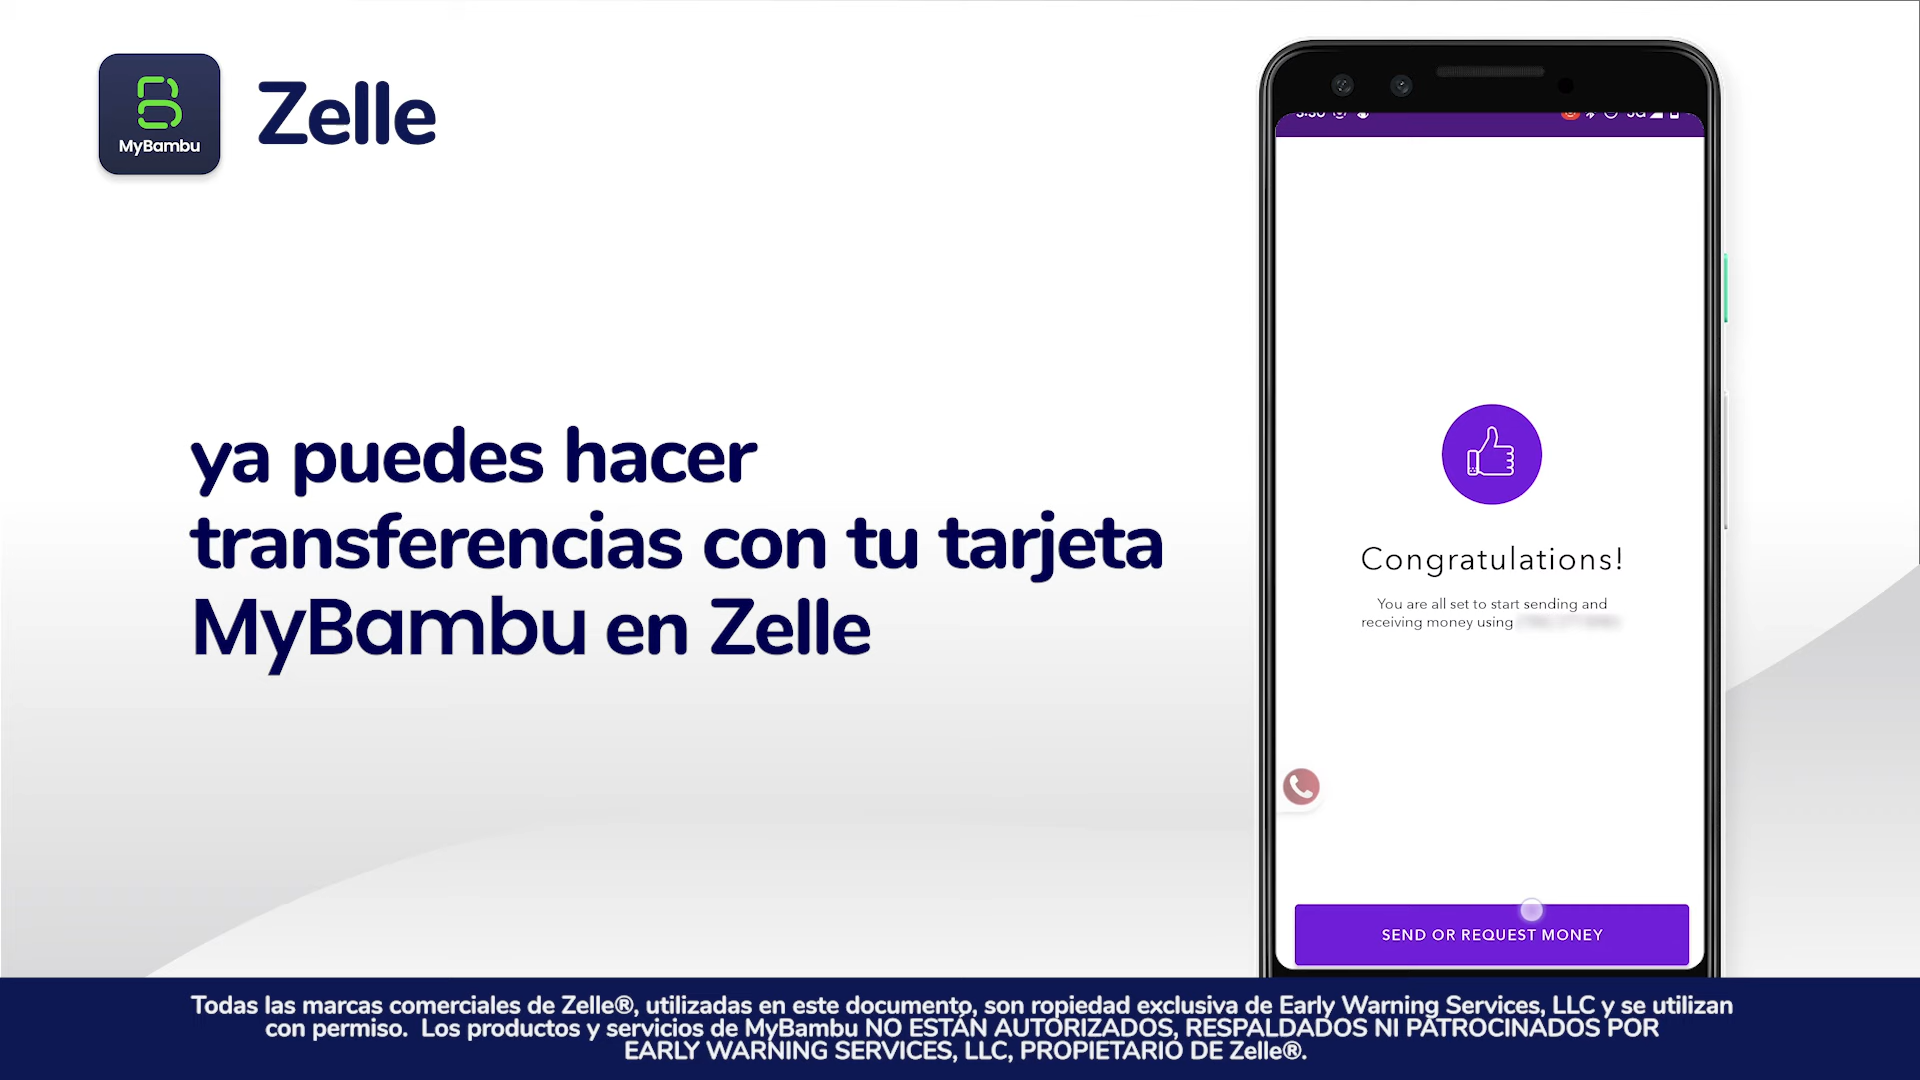 MyBambu
Zelle
ya puedes hacer
transferencias con tu tarjeta
MyBambu en Zelle
Congratulations!
You are all set to start sending and
receiving money using
SEND OR REQUEST MONEY
Todas las marcas comerciales de Zelle®, utilizadas en este documento, son ropiedad exclusiva de Early Warning Services, LLC y se utilizan
con permiso. Los productos y servicios de MyBambu NO ESTÁN AUTORIZADOS, RESPALDADOS NI PATROCINADOS POR
EARLY WARNING SERVICES, LLC, PROPIETARIO DE Zelle®.